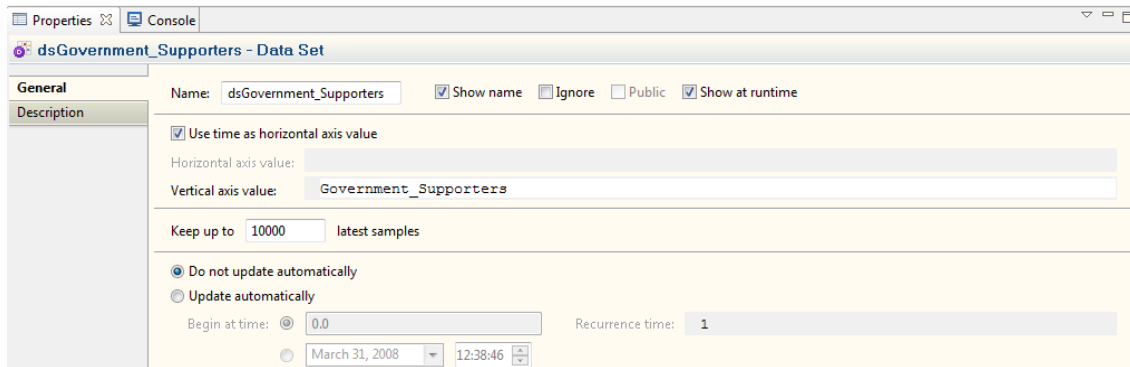 Properties Console
dsGovernment_Supporters - Data Set
General
Description
Name: dsGovernment_Supporters Show name Ignore Public Show at runtime
Use time as horizontal axis value
Horizontal axis value:
Vertical axis value: Government_Supporters
Keep up to 10000 latest samples
Do not update automatically
Update automatically
Begin at time: 0.0 Recurrence time: 1
March 31, 2008 12:38:46